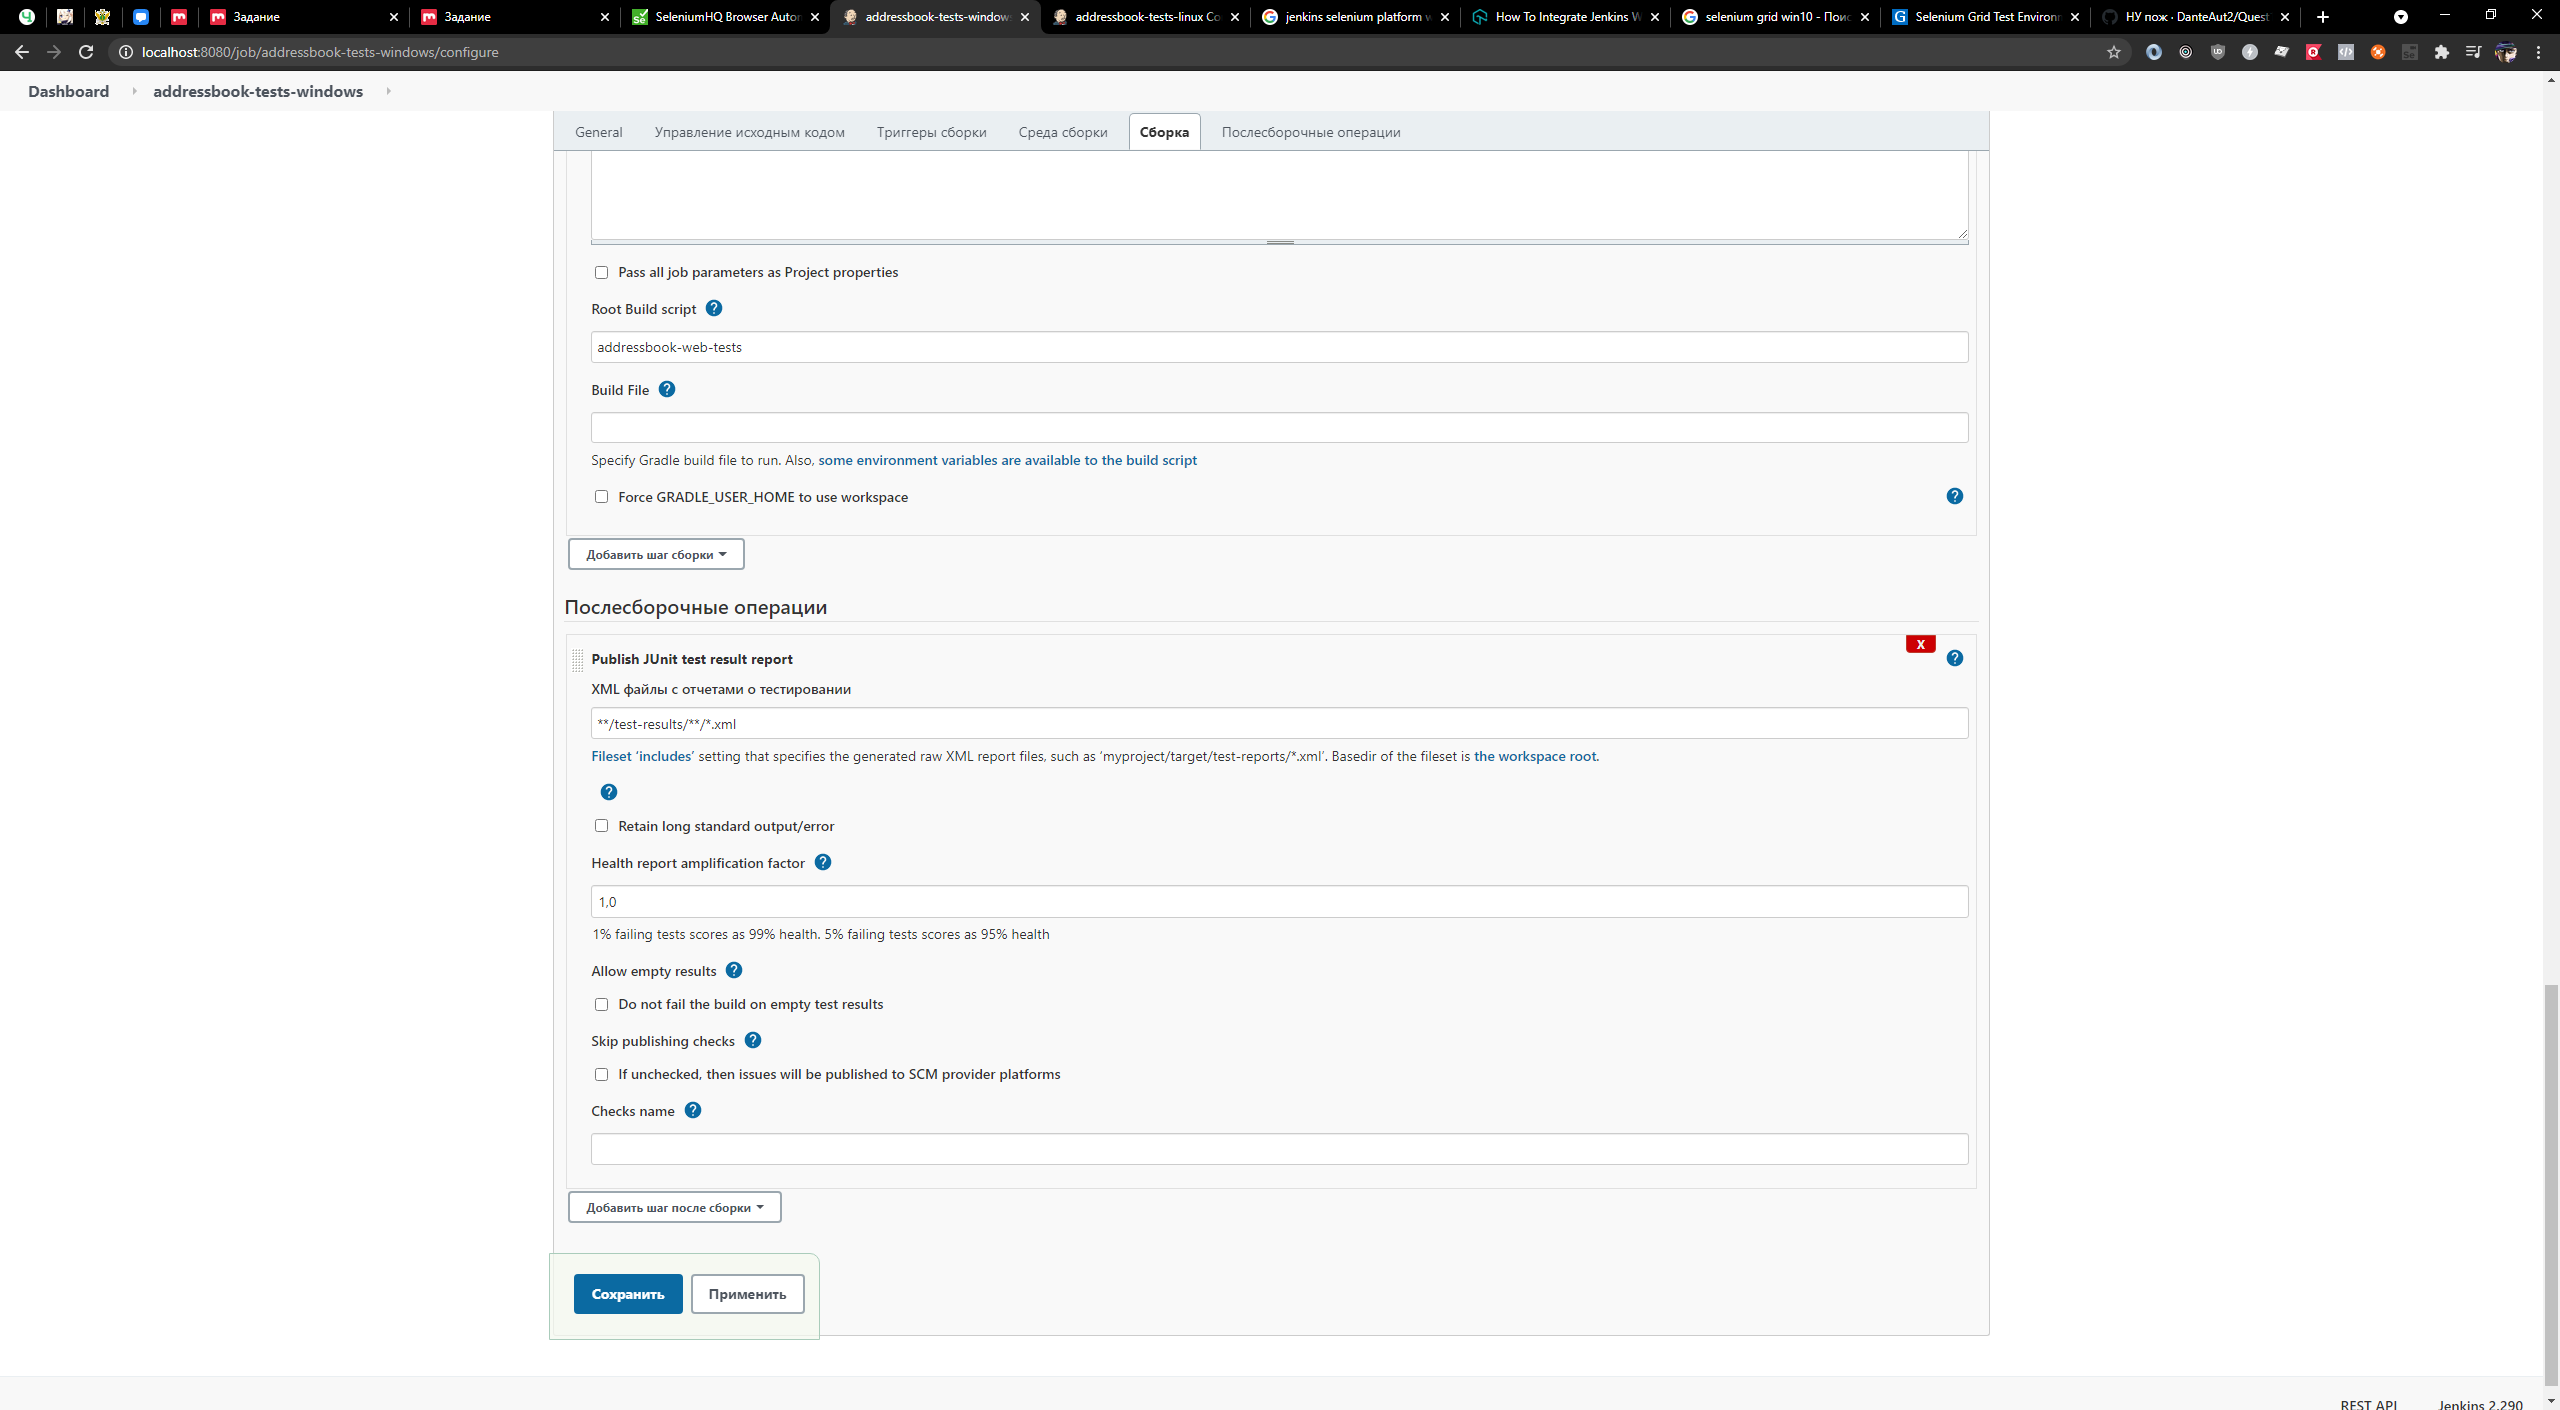 Задание
Задание
SeleniumHQ Browser Autor
addressbook-tests-window
addressbook-tests-linux Co
jenkins selenium platform w
How To Integrate Jenkins W
selenium grid win10 - Поис
Selenium Grid Test Environr
НУ пож · DanteAut2/Quest
localhost:8080/job/addressbook-tests-windows/configure
Dashboard
addressbook-tests-windows
General
Управление исходным кодом
Триггеры сборки
Среда сборки
Сборка
Послесборочные операции
Pass all job parameters as Project properties
Root Build script
addressbook-web-tests
Build File
Specify Gradle build file to run. Also, some environment variables are available to the build script
Force GRADLE_USER_HOME to use workspace
Добавить шаг сборки
Послесборочные операции
X
Publish JUnit test result report
XML файлы с отчетами о тестировании
**/test-results/**/*.xml
Fileset ‘includes’ setting that specifies the generated raw XML report files, such as ‘myproject/target/test-reports/*.xml’. Basedir of the fileset is the workspace root.
Retain long standard output/error
Health report amplification factor
1,0
1% failing tests scores as 99% health. 5% failing tests scores as 95% health
Allow empty results
Do not fail the build on empty test results
Skip publishing checks
If unchecked, then issues will be published to SCM provider platforms
Checks name
Добавить шаг после сборки
Сохранить
Применить
REST API
Jenkins 2.290